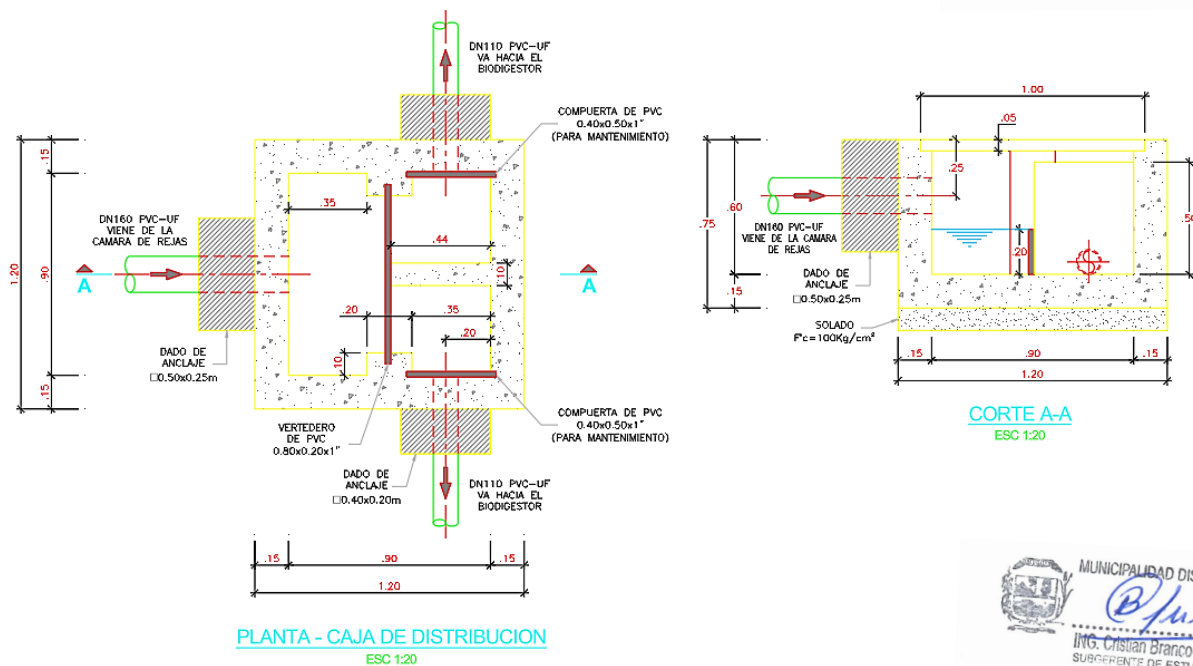 DN110 PVC-UF
VA HACIA EL
BIODIGESTOR
COMPUERTA DE PVC
0.40x0.50x1"
(PARA MANTENIMIENTO)
DN160 PVC-UF
VIENE DE LA
CAMARA DE REJAS
1.20
.15
.90
.15
.35
.44
.10
.20
.35
.20
.10
A
A
DADO DE
ANCLAJE
□0.50x0.25m
VERTEDERO
DE PVC
0.80x0.20x1"
DADO DE
ANCLAJE
□0.40x0.20m
COMPUERTA DE PVC
0.40x0.50x1"
(PARA MANTENIMIENTO)
DN110 PVC-UF
VA HACIA EL
BIODIGESTOR
.15
.90
.15
1.20
PLANTA - CAJA DE DISTRIBUCION
ESC 1:20
1.00
.05
.25
.60
.75
.15
.20
.50
DN160 PVC-UF
VIENE DE LA CAMARA
DE REJAS
DADO DE
ANCLAJE
□0.50x0.25m
SOLADO
F'c=100Kg/cm²
.15
.90
.15
1.20
CORTE A-A
ESC 1:20
MUNICIPALIDAD DIS
ING. Cristian Branco
SUBGERENTE DE ESTU